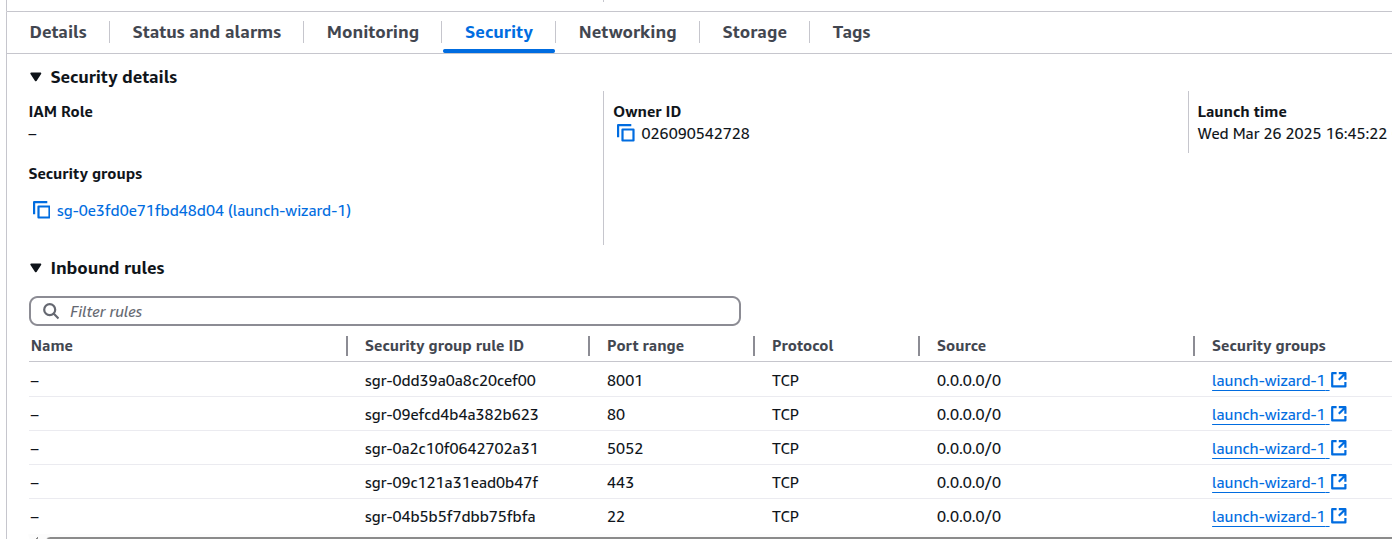 Details Status and alarms Monitoring Security Networking Storage Tags
Security details
IAM Role Owner ID Launch time
– 026090542728 Wed Mar 26 2025 16:45:22
Security groups
sg-0e3fd0e71fbd48d04 (launch-wizard-1)
Inbound rules
Filter rules
Name Security group rule ID Port range Protocol Source Security groups
– sgr-0dd39a0a8c20cef00 8001 TCP 0.0.0.0/0 launch-wizard-1
– sgr-09efcd4b4a382b623 80 TCP 0.0.0.0/0 launch-wizard-1
– sgr-0a2c10f0642702a31 5052 TCP 0.0.0.0/0 launch-wizard-1
– sgr-09c121a31ead0b47f 443 TCP 0.0.0.0/0 launch-wizard-1
– sgr-04b5b5f7dbb75fbfa 22 TCP 0.0.0.0/0 launch-wizard-1